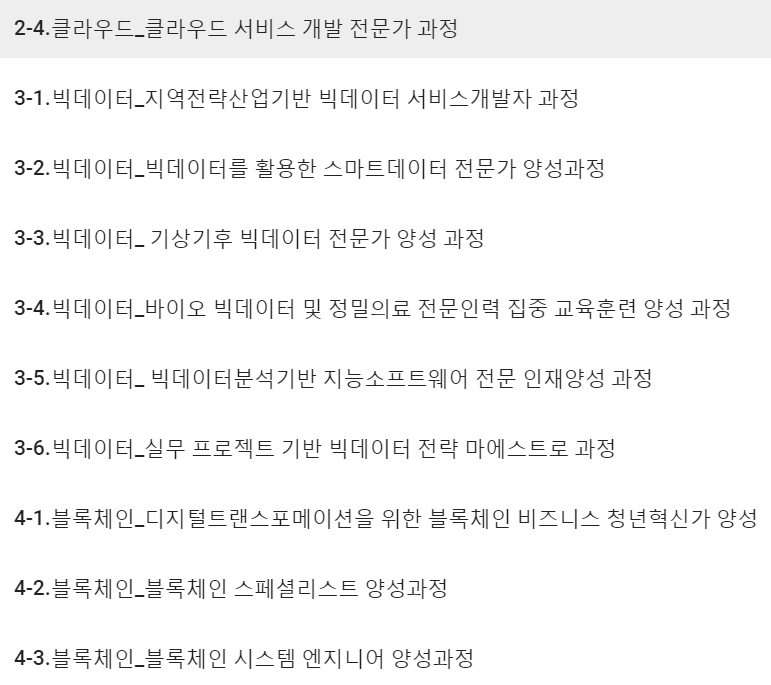 2-4.클라우드_클라우드 서비스 개발 전문가 과정
3-1.빅데이터_지역전략산업기반 빅데이터 서비스개발자 과정
3-2.빅데이터_빅데이터를 활용한 스마트데이터 전문가 양성과정
3-3.빅데이터_ 기상기후 빅데이터 전문가 양성 과정
3-4.빅데이터_바이오 빅데이터 및 정밀의료 전문인력 집중 교육훈련 양성 과정
3-5.빅데이터_ 빅데이터분석기반 지능소프트웨어 전문 인재양성 과정
3-6.빅데이터_실무 프로젝트 기반 빅데이터 전략 마에스트로 과정
4-1.블록체인_디지털트랜스포메이션을 위한 블록체인 비즈니스 청년혁신가 양성
4-2.블록체인_블록체인 스페셜리스트 양성과정
4-3.블록체인_블록체인 시스템 엔지니어 양성과정